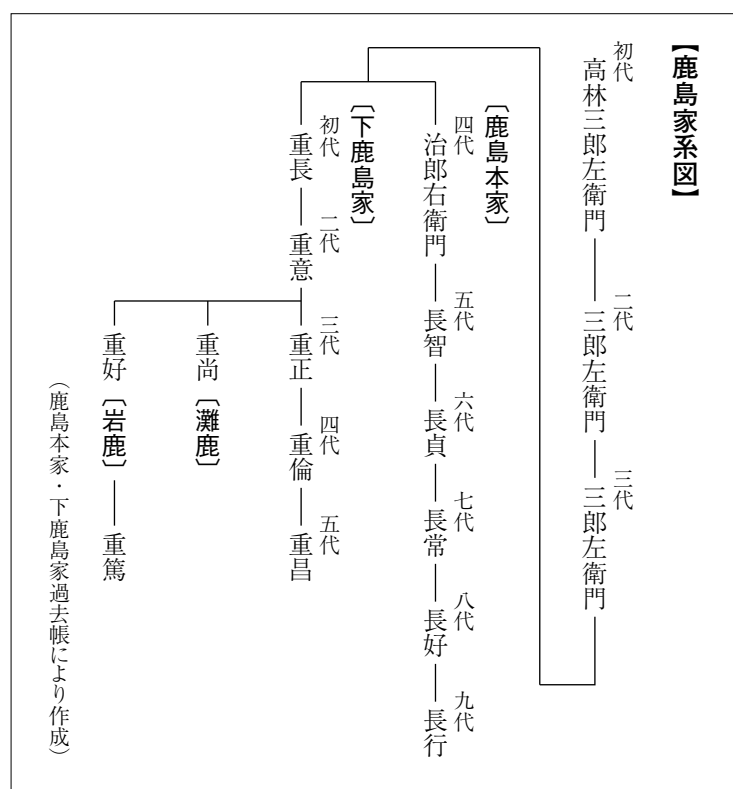 【鹿島家系図】
初代
高林三郎左衛門
二代
三郎左衛門
三代
三郎左衛門
〔鹿島本家〕
四代
治郎右衛門
五代
長智
六代
長貞
七代
長常
八代
長好
九代
長行
〔下鹿島家〕
初代
重長
二代
重意
三代
重正
四代
重倫
五代
重昌
重尚〔灘鹿〕
重好〔岩鹿〕
重篤
（鹿島本家・下鹿島家過去帳により作成）